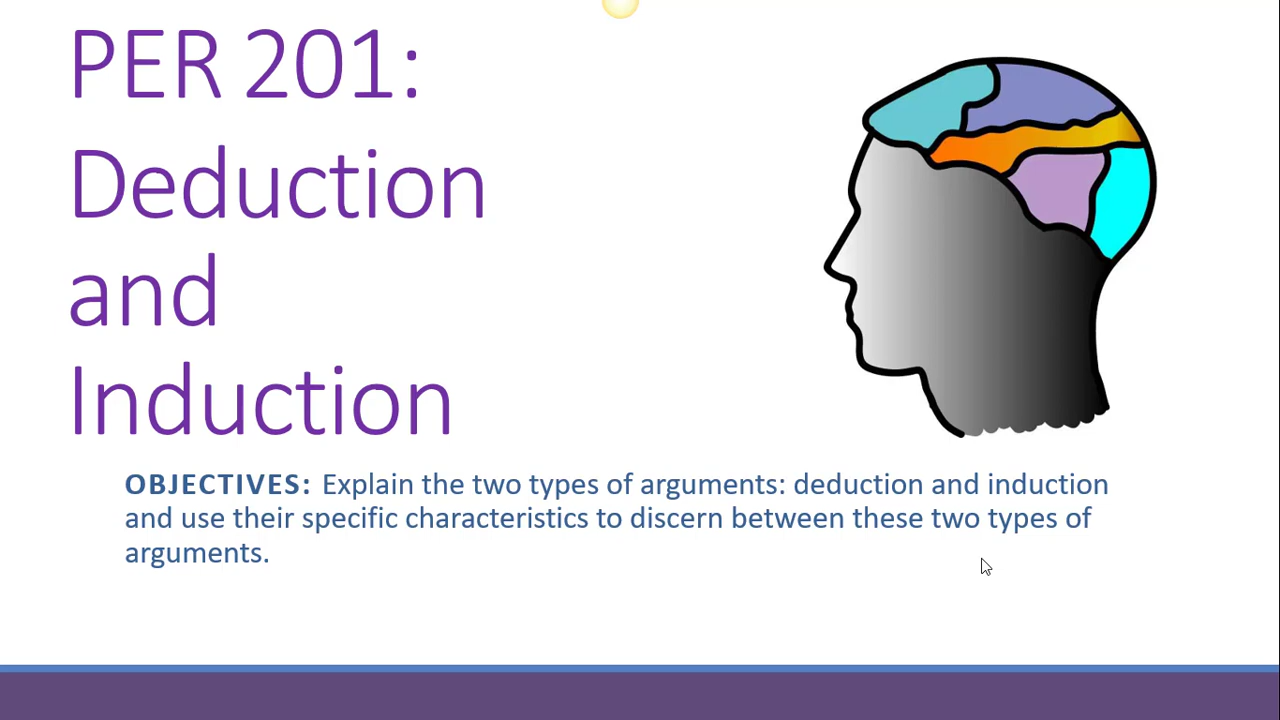 PER 201:
Deduction
and
Induction
OBJECTIVES: Explain the two types of arguments: deduction and induction
and use their specific characteristics to discern between these two types of
arguments.